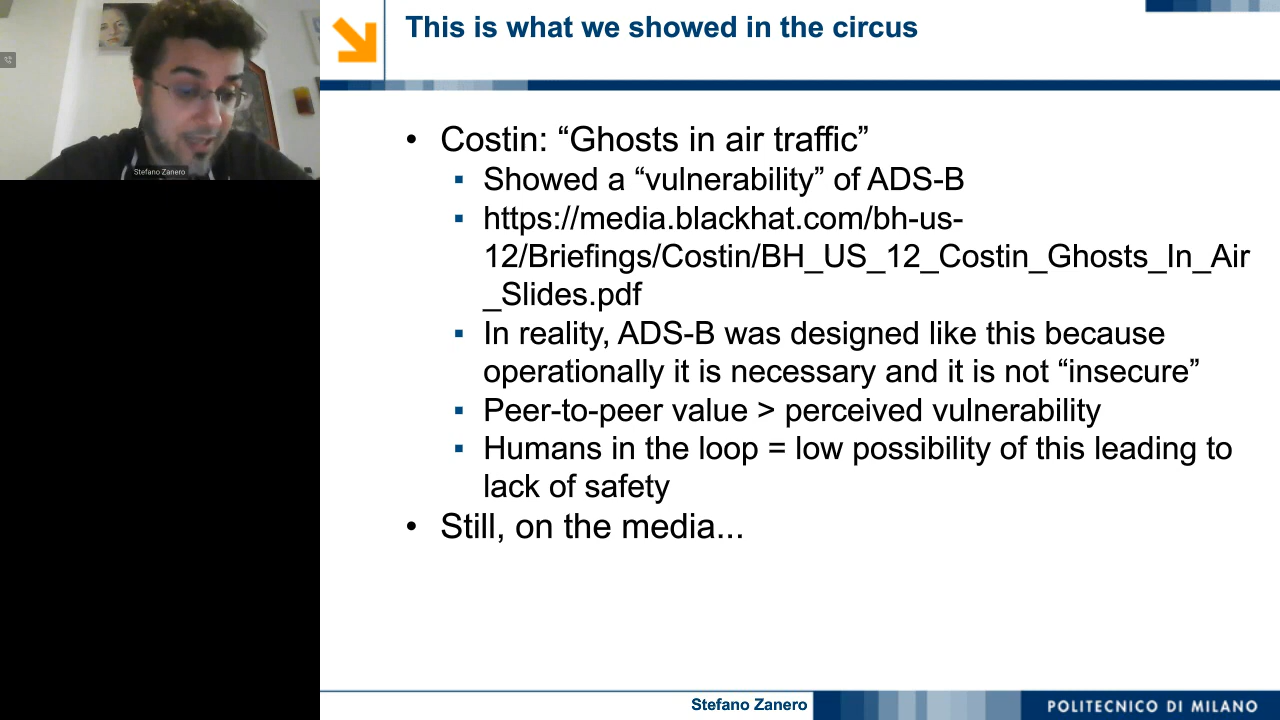 Stefano Zanero
This is what we showed in the circus
• Costin: “Ghosts in air traffic”
▪ Showed a “vulnerability” of ADS-B
▪ https://media.blackhat.com/bh-us-
12/Briefings/Costin/BH_US_12_Costin_Ghosts_In_Air
_Slides.pdf
▪ In reality, ADS-B was designed like this because
operationally it is necessary and it is not “insecure”
▪ Peer-to-peer value > perceived vulnerability
▪ Humans in the loop = low possibility of this leading to
lack of safety
• Still, on the media...
Stefano Zanero
POLITECNICO DI MILANO